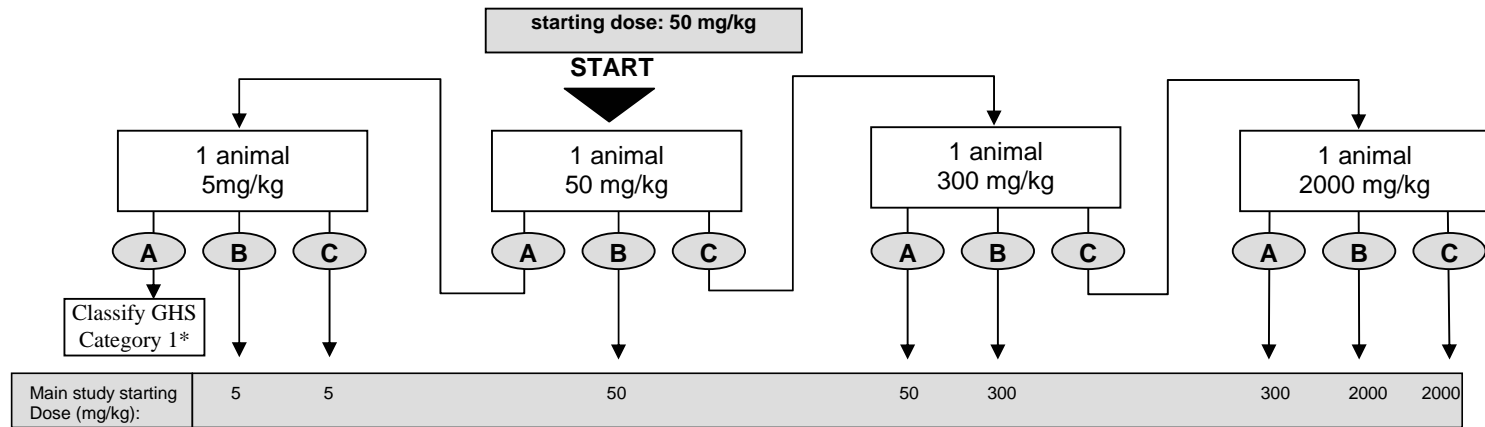 starting dose: 50 mg/kg
START
1 animal
5mg/kg
1 animal
50 mg/kg
1 animal
300 mg/kg
1 animal
2000 mg/kg
A B C A B C A B C A B C
Classify GHS
Category 1*
Main study starting
Dose (mg/kg):
5 5 50 50 300 300 2000 2000